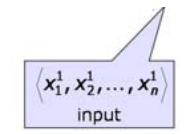 ⟨x₁¹, x₂¹, ..., xₙ¹⟩
input